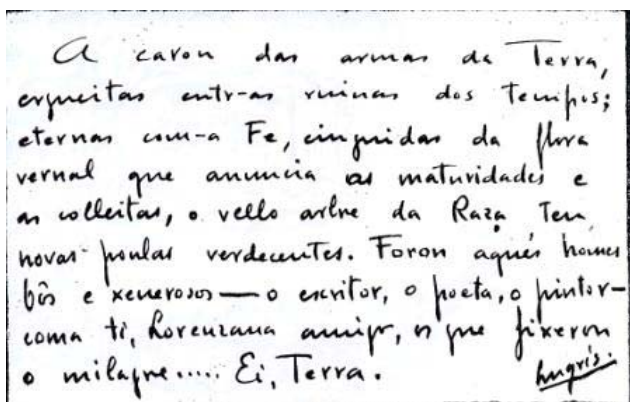 A caron das armas da Terra,
ergueitas entr-as ruinas dos Tempos;
eternas com-a Fe, cinguidas da flora
vernal que anuncia as maturidades e
as colleitas, o vello arbre da Raza Ten
novas poulas verdecentes. Foron aqués homes
bôs e xenerosos—o escritor, o poeta, o pintor—
coma ti, Lorenzana amigo, os que fixeron
o milagre..... Ei, Terra.
Lugrís.